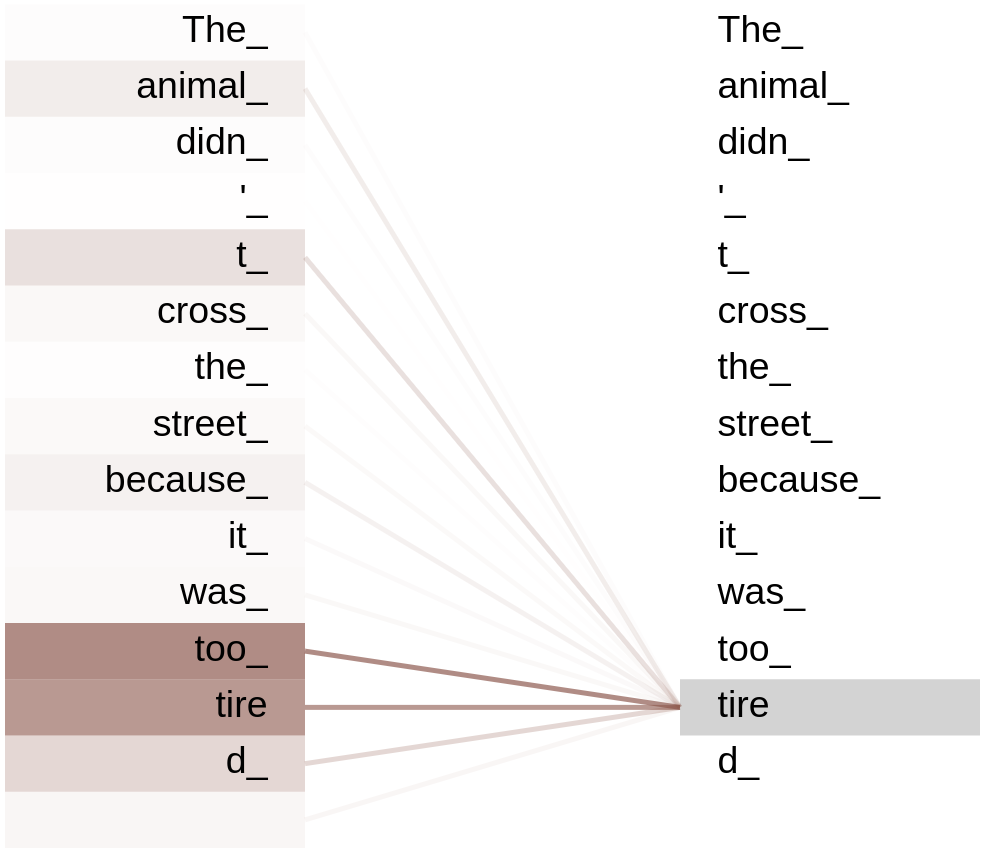 The_ The_
animal_ animal_
didn_ didn_
'_ '_
t_ t_
cross_ cross_
the_ the_
street_ street_
because_ because_
it_ it_
was_ was_
too_ too_
tire tire
d_ d_